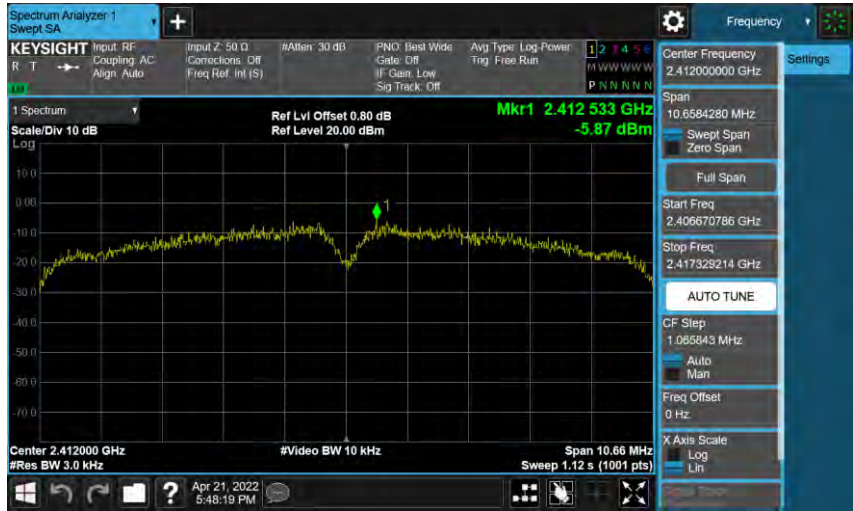 Spectrum Analyzer 1
Swept SA
+
Frequency
KEYSIGHT
R T
Input: RF
Coupling: AC
Align: Auto
Input Z: 50 Ω
Corrections: Off
Freq Ref: Int (S)
#Atten: 30 dB
PNO: Best Wide
Gate: Off
IF Gain: Low
Sig Track: Off
Avg Type: Log-Power
Trig: Free Run
1 2 3 4 5 6
M W W W W W
P N N N N N
Settings
Center Frequency
2.412000000 GHz
Span
10.6584280 MHz
Swept Span
Zero Span
Full Span
Start Freq
2.406670786 GHz
Stop Freq
2.417329214 GHz
AUTO TUNE
CF Step
1.065843 MHz
Auto
Man
Freq Offset
0 Hz
X Axis Scale
Log
Lin
1 Spectrum
Scale/Div 10 dB
Log
Ref Lvl Offset 0.80 dB
Ref Level 20.00 dBm
Mkr1 2.412 533 GHz
-5.87 dBm
10.0
0.00
-10.0
-20.0
-30.0
-40.0
-50.0
-60.0
-70.0
1
Center 2.412000 GHz
#Res BW 3.0 kHz
#Video BW 10 kHz
Span 10.66 MHz
Sweep 1.12 s (1001 pts)
?
Apr 21, 2022
5:48:19 PM